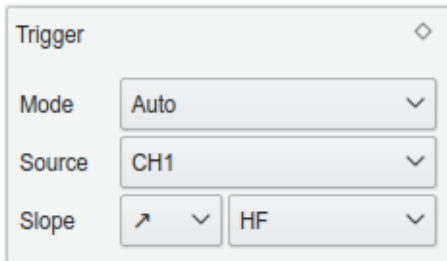 Trigger
Mode Auto
Source CH1
Slope ↗ HF